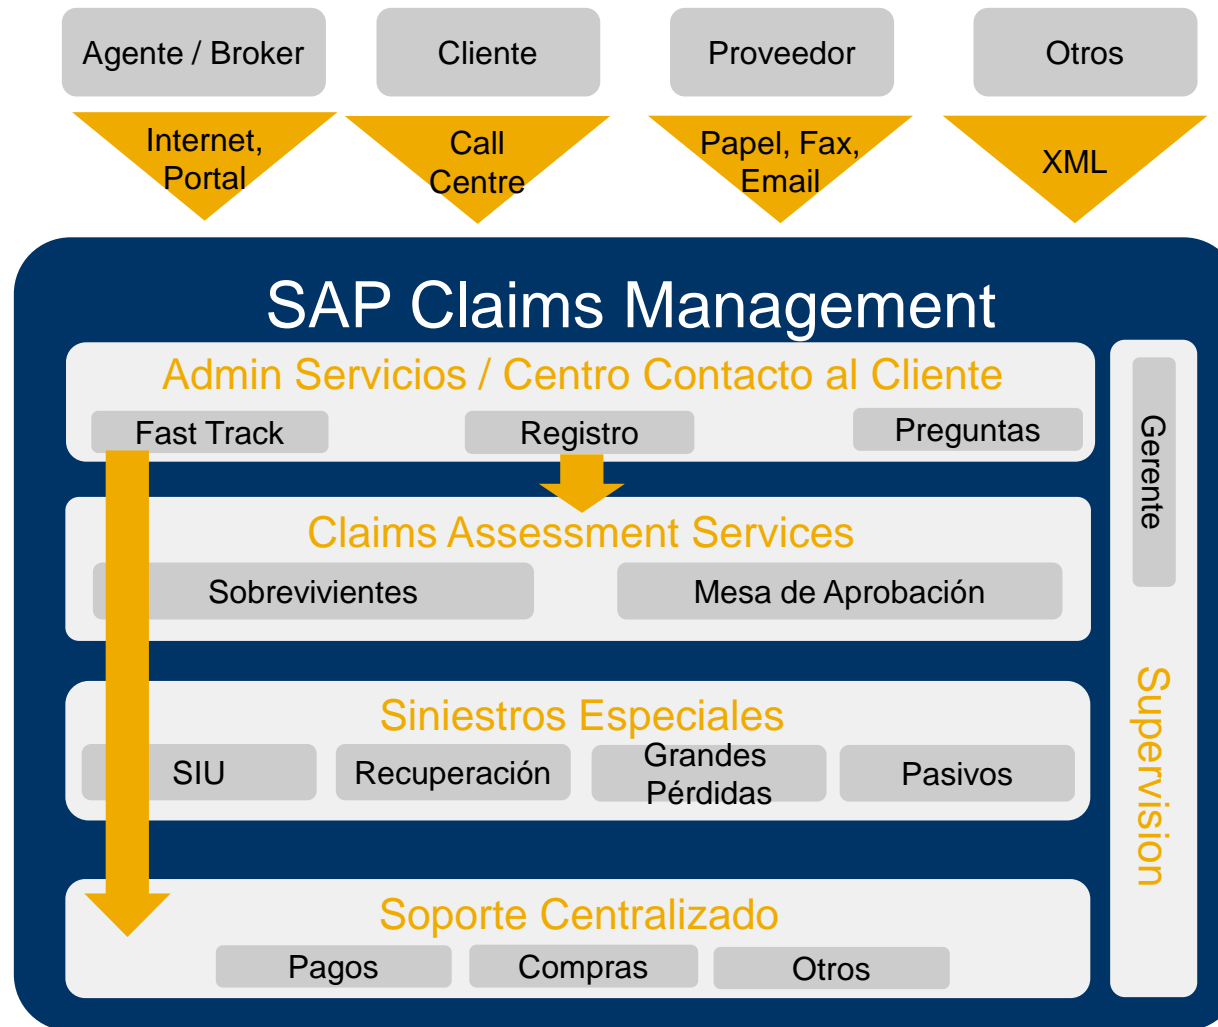 Agente / Broker
Cliente
Proveedor
Otros
Internet,
Portal
Call
Centre
Papel, Fax,
Email
XML
SAP Claims Management
Admin Servicios / Centro Contacto al Cliente
Fast Track
Registro
Preguntas
Gerente
Claims Assessment Services
Sobrevivientes
Mesa de Aprobación
Siniestros Especiales
SIU
Recuperación
Grandes
Pérdidas
Pasivos
Supervision
Soporte Centralizado
Pagos
Compras
Otros